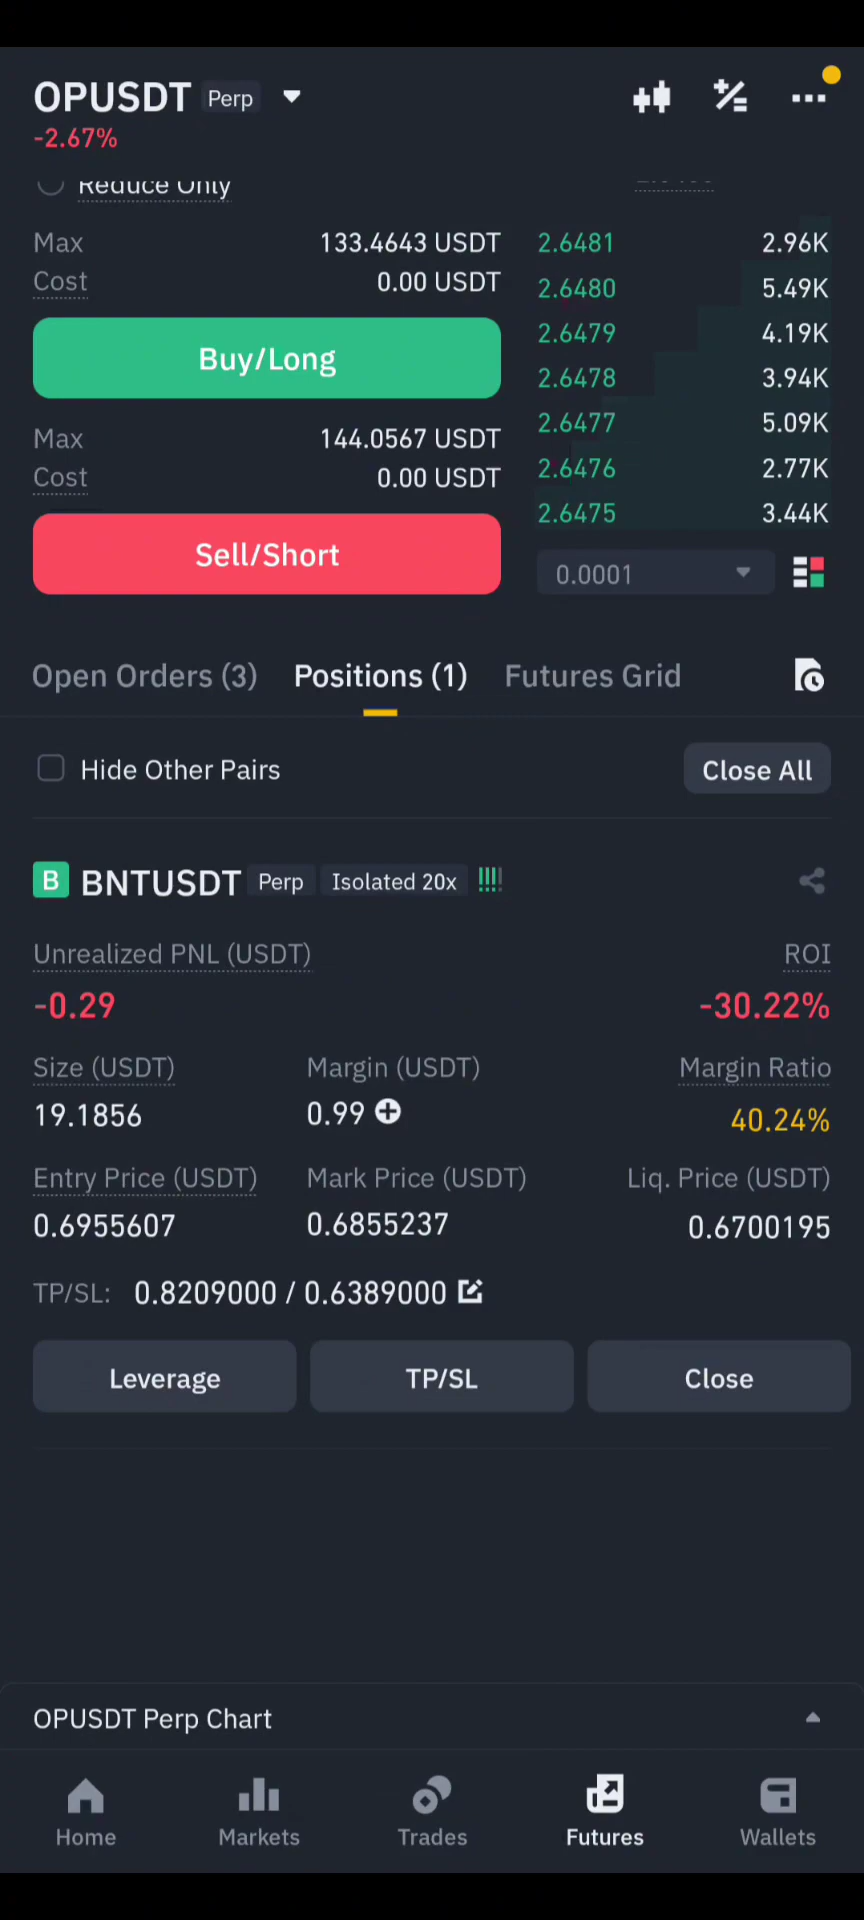 OPUSDT Perp
-2.67%
Reduce Only
Max 133.4643 USDT
Cost 0.00 USDT
Buy/Long
Max 144.0567 USDT
Cost 0.00 USDT
Sell/Short
2.6481 2.96K
2.6480 5.49K
2.6479 4.19K
2.6478 3.94K
2.6477 5.09K
2.6476 2.77K
2.6475 3.44K
0.0001
Open Orders (3) Positions (1) Futures Grid
Hide Other Pairs Close All
B BNTUSDT Perp Isolated 20x
Unrealized PNL (USDT) ROI
-0.29 -30.22%
Size (USDT) Margin (USDT) Margin Ratio
19.1856 0.99 40.24%
Entry Price (USDT) Mark Price (USDT) Liq. Price (USDT)
0.6955607 0.6855237 0.6700195
TP/SL: 0.8209000 / 0.6389000
Leverage TP/SL Close
OPUSDT Perp Chart
Home Markets Trades Futures Wallets